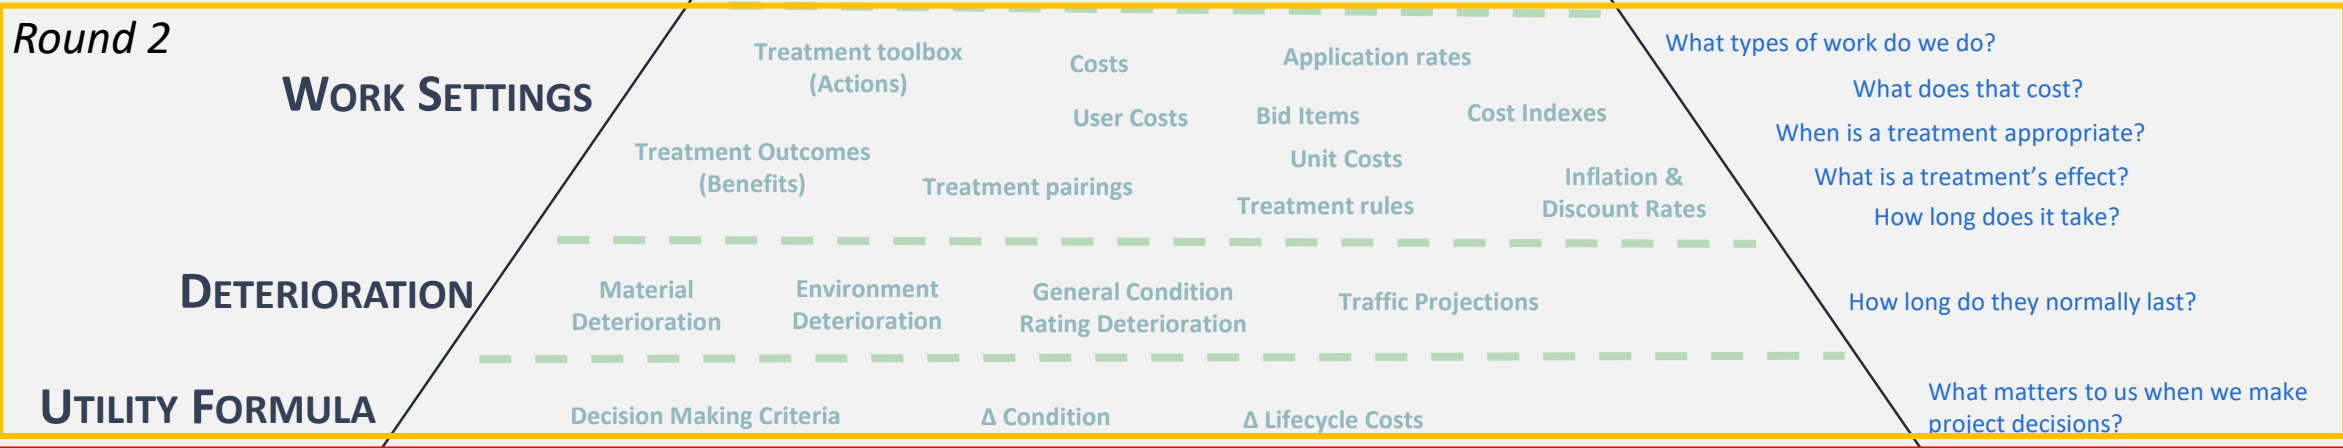 Round 2
WORK SETTINGS
Treatment toolbox
(Actions)
Costs
Application rates
User Costs
Bid Items
Cost Indexes
Treatment Outcomes
(Benefits)
Treatment pairings
Unit Costs
Treatment rules
Inflation &
Discount Rates
What types of work do we do?
What does that cost?
When is a treatment appropriate?
What is a treatment’s effect?
How long does it take?
DETERIORATION
Material
Deterioration
Environment
Deterioration
General Condition
Rating Deterioration
Traffic Projections
How long do they normally last?
UTILITY FORMULA
Decision Making Criteria
Δ Condition
Δ Lifecycle Costs
What matters to us when we make
project decisions?